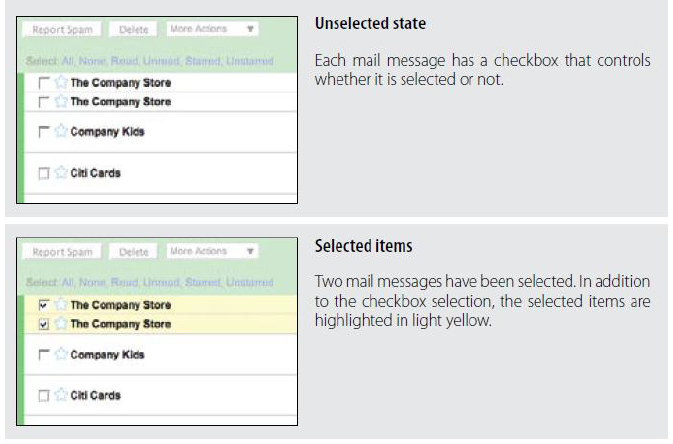 Report Spam Delete More Actions
Select: All, None, Read, Unread, Starred, Unstarred
The Company Store
The Company Store
Company Kids
Citi Cards
Unselected state
Each mail message has a checkbox that controls
whether it is selected or not.
Report Spam Delete More Actions
Select: All, None, Read, Unread, Starred, Unstarred
The Company Store
The Company Store
Company Kids
Citi Cards
Selected items
Two mail messages have been selected. In addition
to the checkbox selection, the selected items are
highlighted in light yellow.